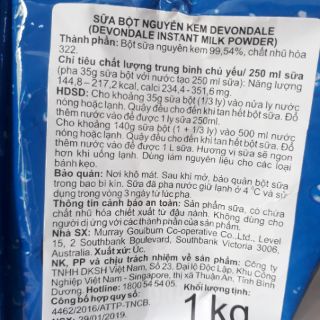 SỮA BỘT NGUYÊN KEM DEVONDALE
(DEVONDALE INSTANT MILK POWDER)
Thành phần: Bột sữa nguyên kem 99,54%, chất nhũ hóa
322.
Chỉ tiêu chất lượng trung bình chủ yếu/ 250 ml sữa
(pha 35g sữa bột với nước tạo 250 ml sữa): Năng lượng
144,8 – 217,2 kcal, calci 234,4 - 351,6 mg.
HDSD: Cho khoảng 35g sữa bột (1/3 ly) vào nửa ly nước
nóng hoặc lạnh. Quậy đều cho đến khi tan hết bột sữa. Đổ
thêm nước vào để được 1 ly sữa 250ml.
Cho khoảng 140g sữa bột (1 + 1/3 ly) vào 500 ml nước
nóng hoặc lạnh. Quậy đều cho đến khi tan hết bột sữa. Đổ
thêm nước vào để được 1 L sữa. Hương vị sữa sẽ ngon
hơn khi uống lạnh. Dùng làm nguyên liệu cho các loại
bánh kẹo.
Bảo quản: Nơi khô mát. Sau khi mở, bảo quản bột sữa
trong bao bì kín. Sữa đã pha nước giữ lạnh ở 4 °C và sử
dụng trong vòng 3 ngày từ lúc pha.
Thông tin cảnh báo an toàn: Sản phẩm sữa, có chứa
chất nhũ hóa chiết xuất từ đậu nành. Không dùng cho
người dị ứng với các thành phần của sản phẩm.
Nhà SX: Murray Goulburn Co-operative Co Ltd., Level
15, 2 Southbank Boulevard, Southbank Victoria 3006,
Australia. Xuất xứ: Úc.
NK, PP và chịu trách nhiệm về sản phẩm: Công ty
TNHH DKSH Việt Nam, Số 23, Đại lộ Độc Lập, Khu Công
Nghiệp Việt Nam - Singapore, thị xã Thuận An, Tỉnh Bình
Dương. Hotline: 1800 54 54 05.
Công bố hợp quy số:
4462/2016/ATTP-TNCB.
Khối lượng tịnh:
1 kg
NSX: 29/01/2019.